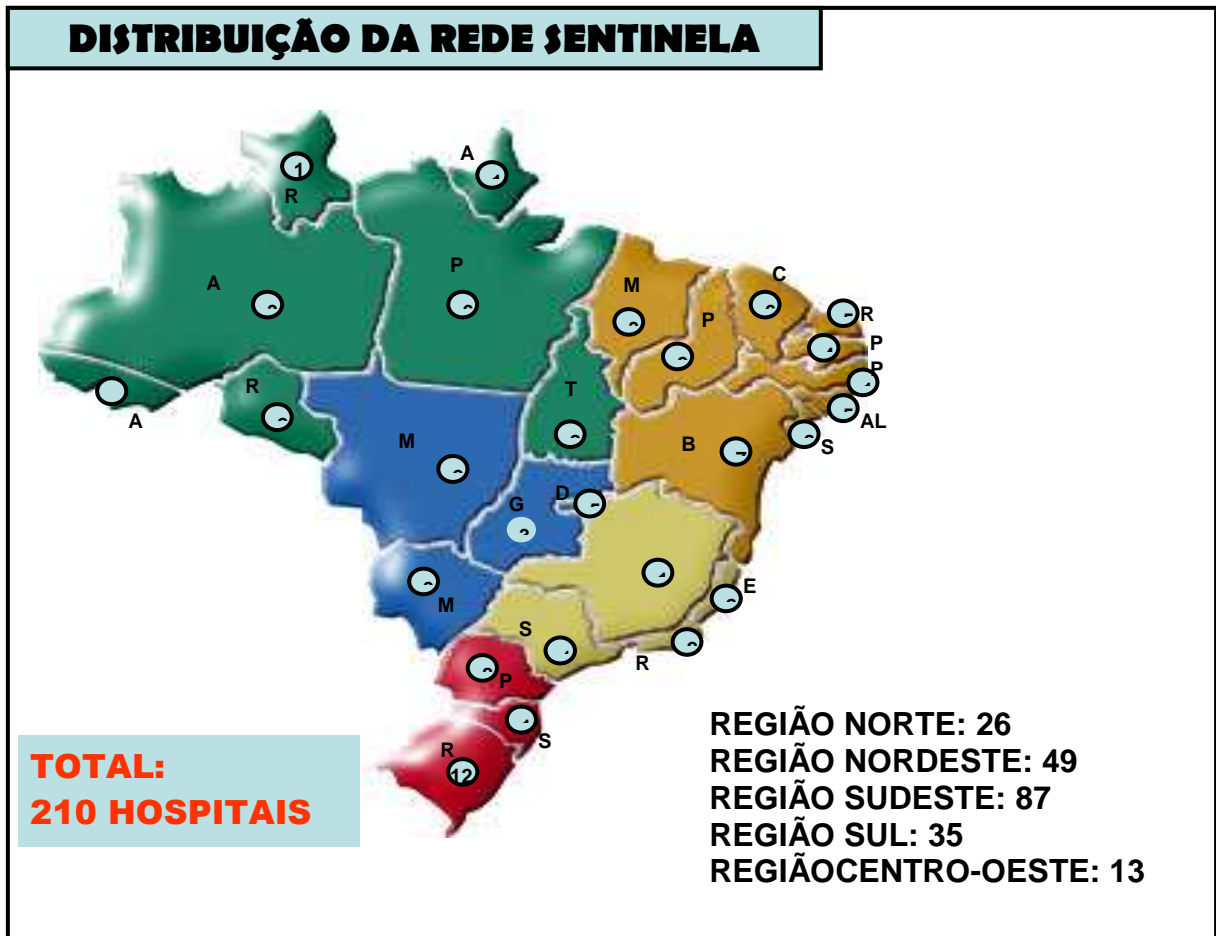 DISTRIBUIÇÃO DA REDE SENTINELA
A
1
R
A
P
M
C
P
R
P
P
AL
S
A
R
T
M
B
G
D
M
E
S
R
P
S
R
12
TOTAL:
210 HOSPITAIS
REGIÃO NORTE: 26
REGIÃO NORDESTE: 49
REGIÃO SUDESTE: 87
REGIÃO SUL: 35
REGIÃOCENTRO-OESTE: 13